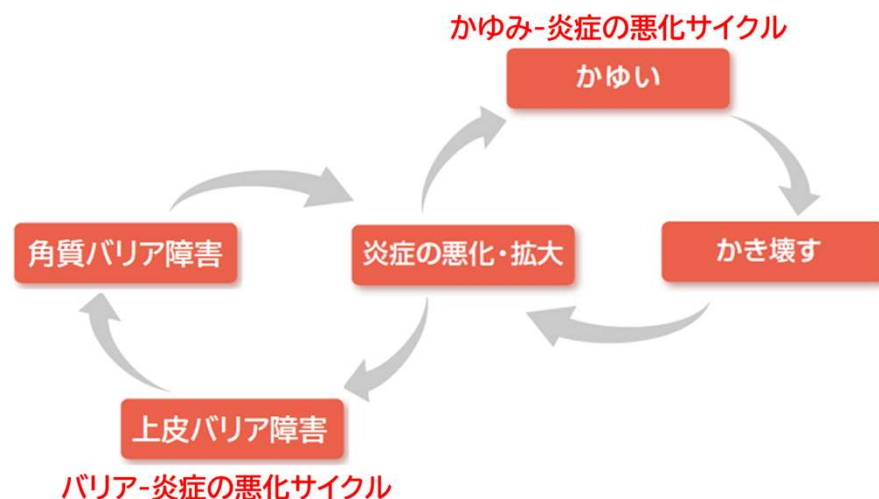 かゆみ-炎症の悪化サイクル
かゆい
角質バリア障害
炎症の悪化・拡大
かき壊す
上皮バリア障害
バリア-炎症の悪化サイクル